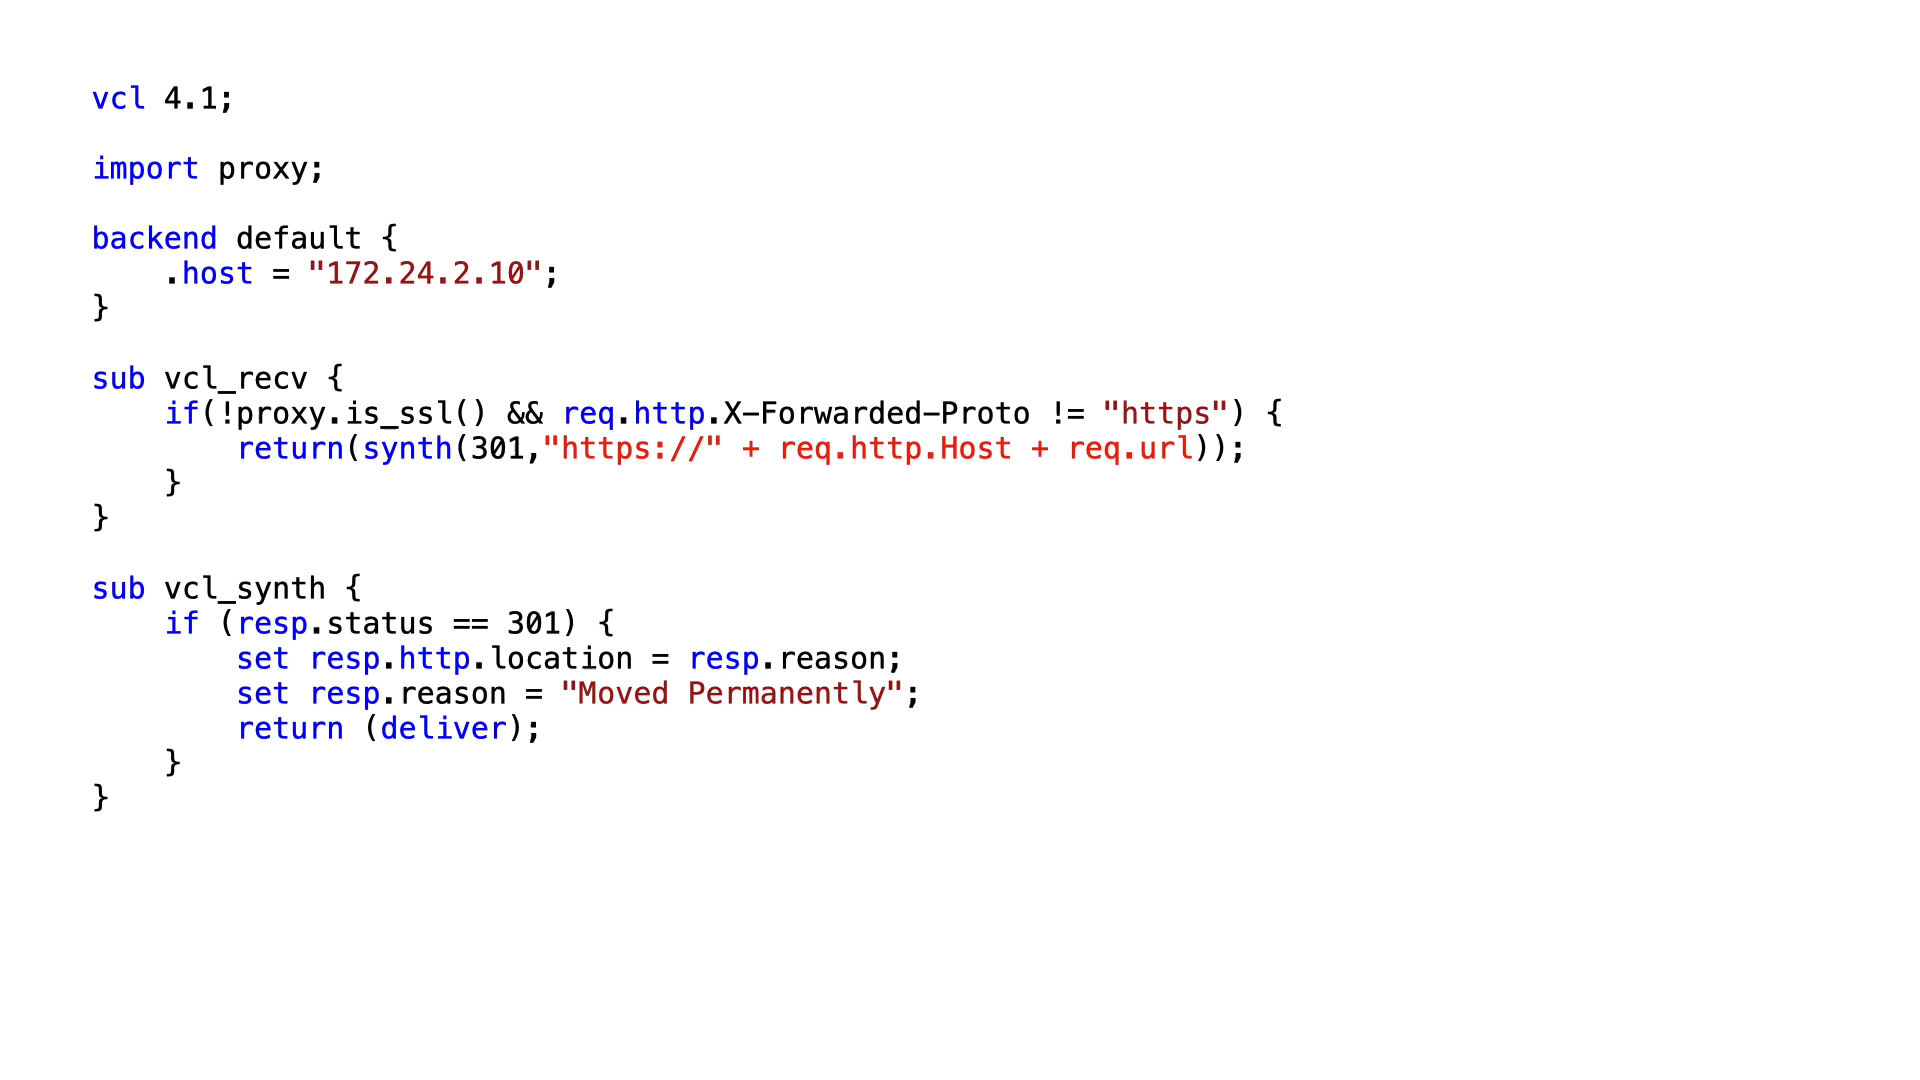 vcl 4.1;

import proxy;

backend default {
    .host = "172.24.2.10";
}

sub vcl_recv {
    if(!proxy.is_ssl() && req.http.X-Forwarded-Proto != "https") {
        return(synth(301,"https://" + req.http.Host + req.url));
    }
}

sub vcl_synth {
    if (resp.status == 301) {
        set resp.http.location = resp.reason;
        set resp.reason = "Moved Permanently";
        return (deliver);
    }
}